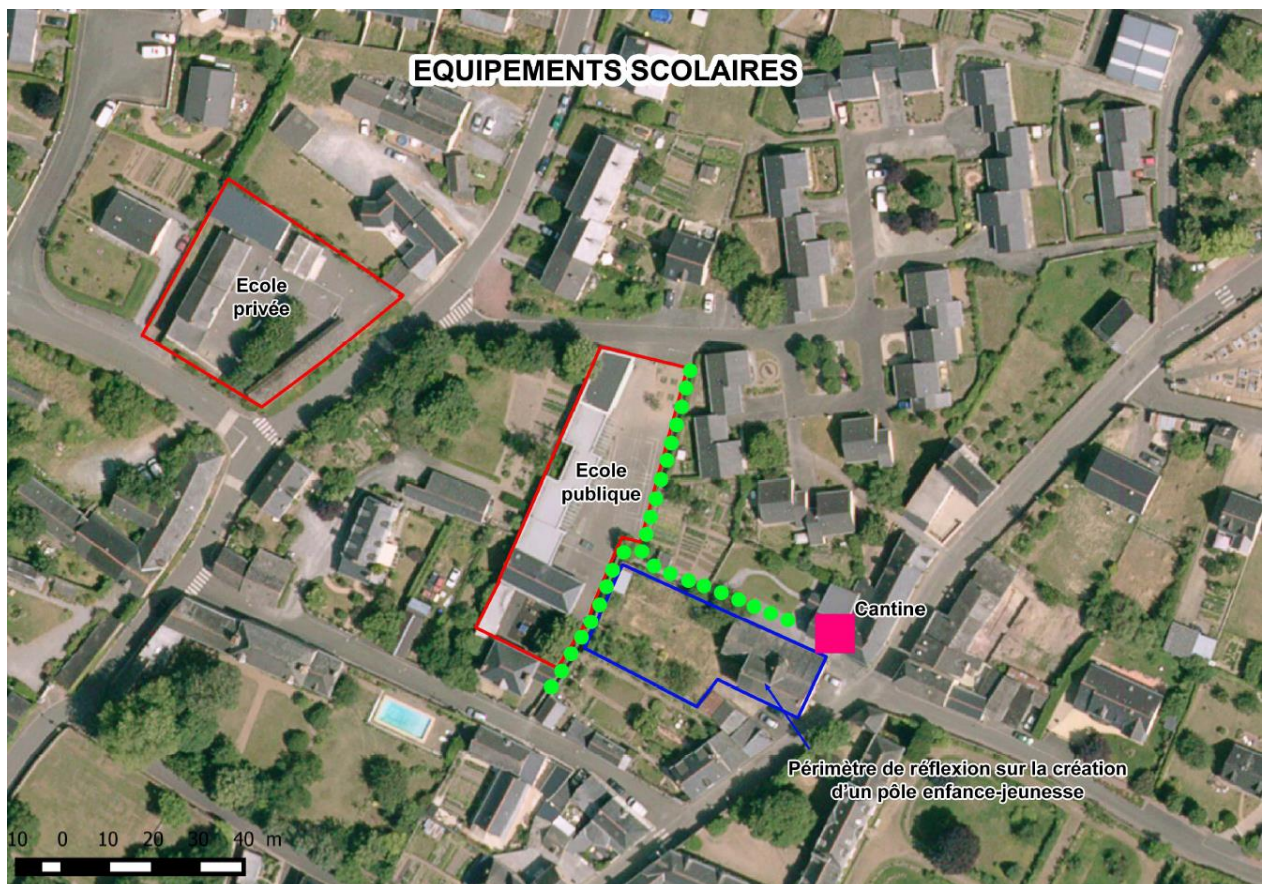 EQUIPEMENTS SCOLAIRES
Ecole
privée
Ecole
publique
Cantine
Périmètre de réflexion sur la création
d'un pôle enfance-jeunesse
10 0 10 20 30 40 m